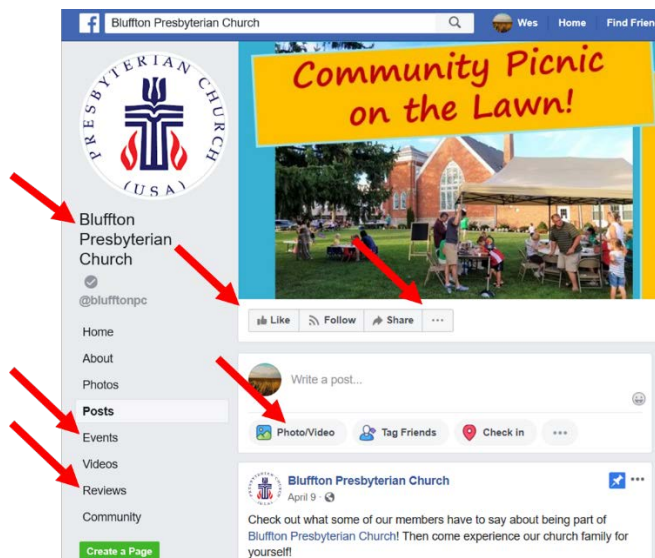 Bluffton Presbyterian Church
Wes Home Find Frien
PRESBYTERIAN CHURCH
(USA)
Community Picnic
on the Lawn!
Bluffton
Presbyterian
Church
@blufftonpc
Home
About
Photos
Posts
Events
Videos
Reviews
Community
Create a Page
Like Follow Share ...
Write a post...
Photo/Video Tag Friends Check in ...
Bluffton Presbyterian Church
April 9 ·
Check out what some of our members have to say about being part of
Bluffton Presbyterian Church! Then come experience our church family for
yourself!